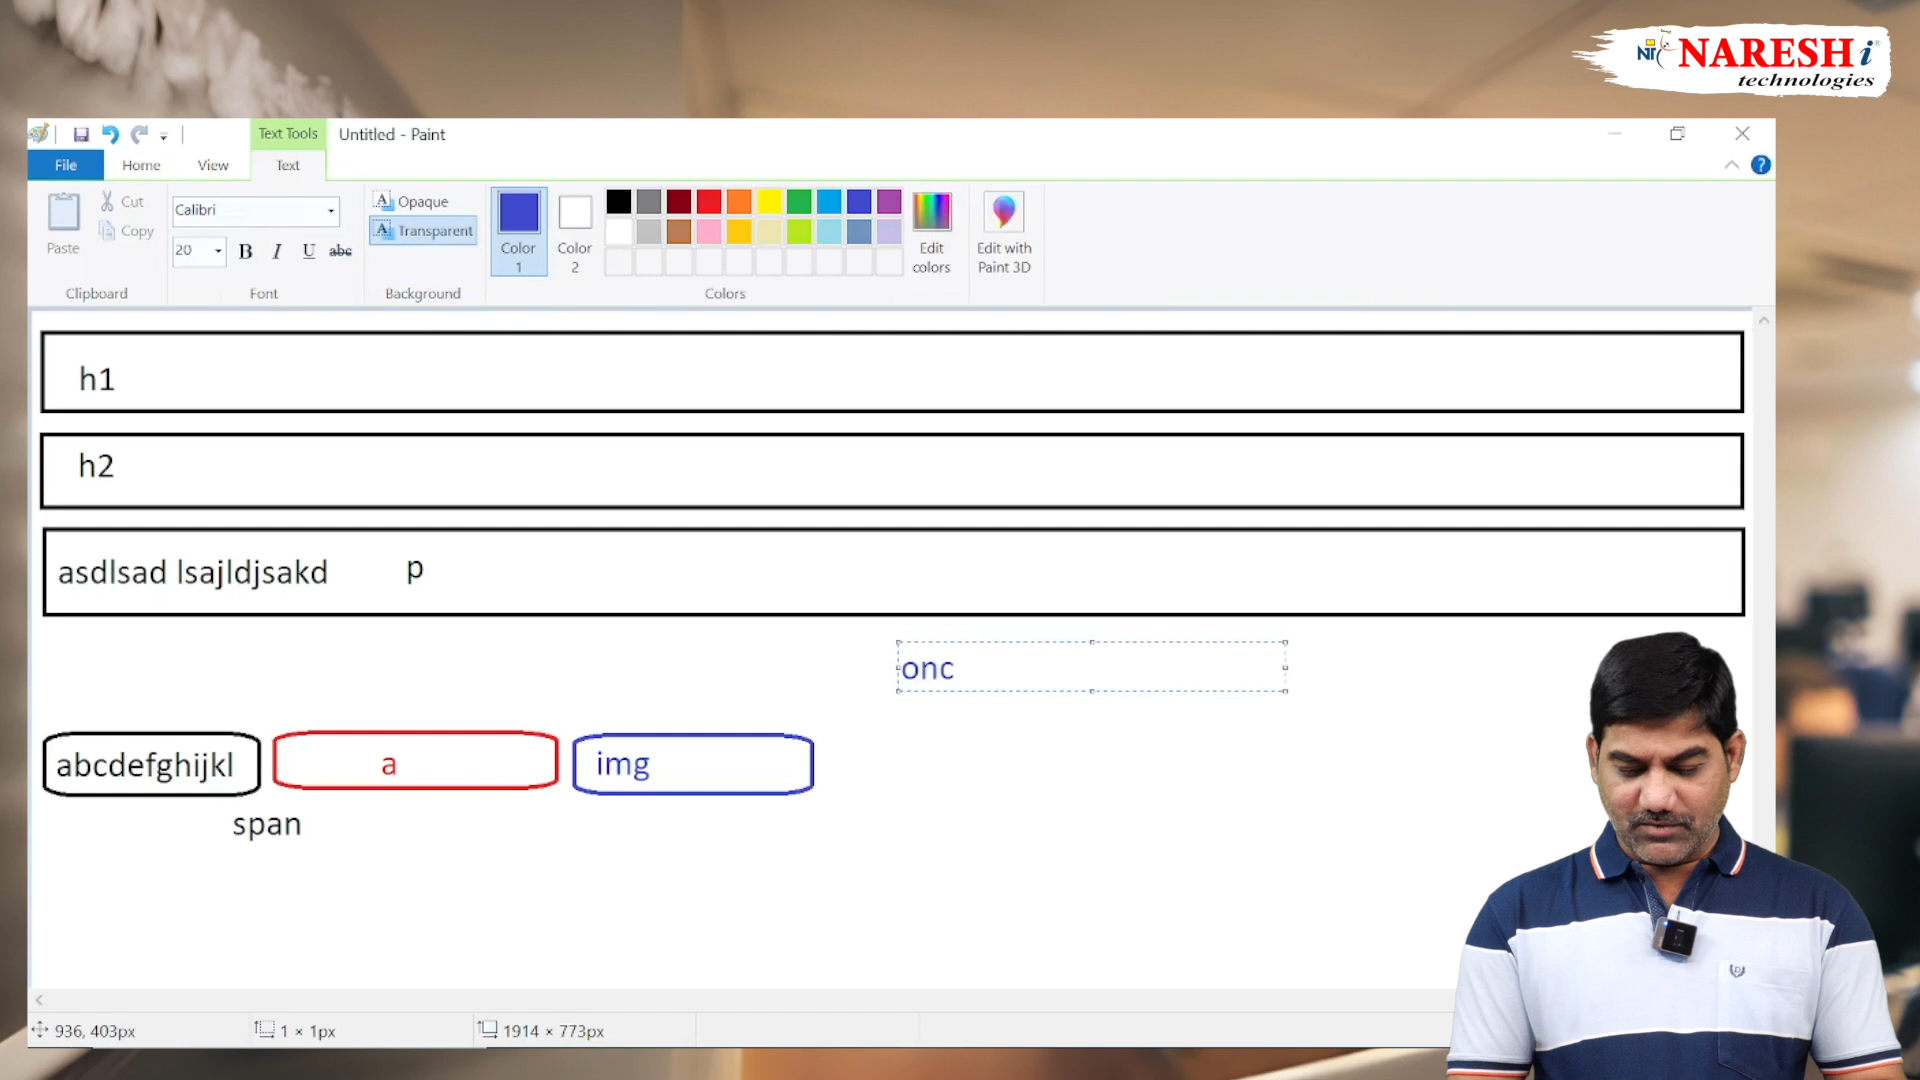 NIT NARESH i ®
technologies
Text Tools Untitled - Paint
File Home View Text
?
Paste
Cut
Copy
Clipboard
Calibri
20 B I U abc
Font
A Opaque
A Transparent
Background
Color
1
Color
2
Colors
Edit
colors
Edit with
Paint 3D
h1
h2
asdlsad lsajldjsakd p
onc
abcdefghijkl a img
span
936, 403px 1 × 1px 1914 × 773px